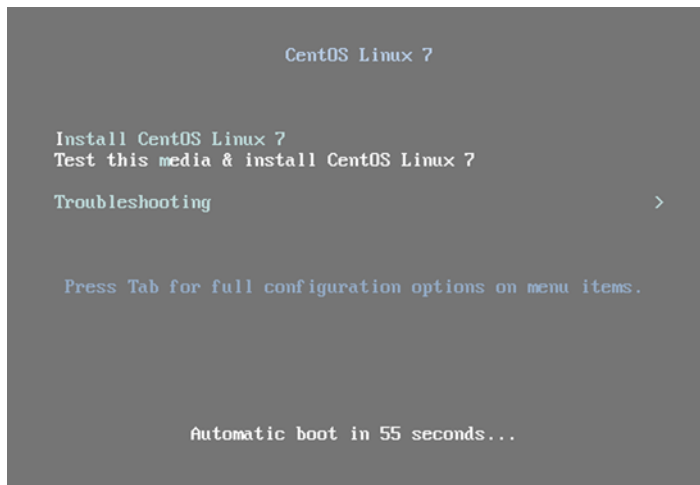 CentOS Linux 7
Install CentOS Linux 7
Test this media & install CentOS Linux 7
Troubleshooting >
Press Tab for full configuration options on menu items.
Automatic boot in 55 seconds...